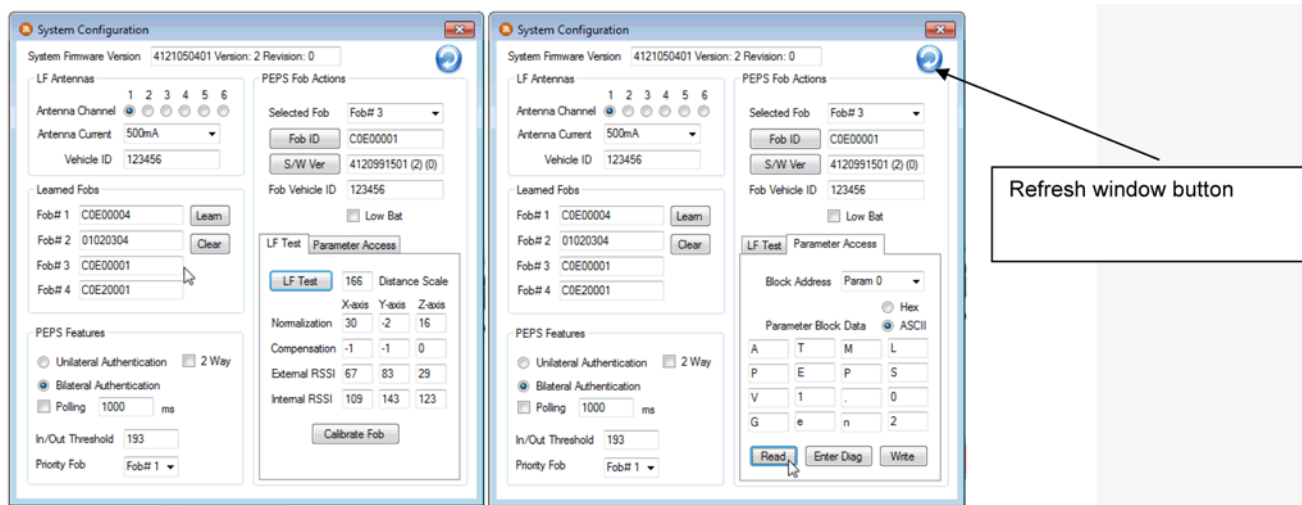 System Configuration
System Firmware Version 4121050401 Version: 2 Revision: 0
LF Antennas
1 2 3 4 5 6
Antenna Channel
Antenna Current 500mA
Vehicle ID 123456
Learned Fobs
Fob# 1 C0E00004 Learn
Fob# 2 01020304 Clear
Fob# 3 C0E00001
Fob# 4 C0E20001
PEPS Features
Unilateral Authentication 2 Way
Bilateral Authentication
Polling 1000 ms
In/Out Threshold 193
Priority Fob Fob# 1
PEPS Fob Actions
Selected Fob Fob# 3
Fob ID C0E00001
S/W Ver 4120991501 (2) (0)
Fob Vehicle ID 123456
Low Bat
LF Test Parameter Access
LF Test 166 Distance Scale
X-axis Y-axis Z-axis
Normalization 30 -2 16
Compensation -1 -1 0
External RSSI 67 83 29
Internal RSSI 109 143 123
Calibrate Fob
System Configuration
System Firmware Version 4121050401 Version: 2 Revision: 0
LF Antennas
1 2 3 4 5 6
Antenna Channel
Antenna Current 500mA
Vehicle ID 123456
Learned Fobs
Fob# 1 C0E00004 Learn
Fob# 2 01020304 Clear
Fob# 3 C0E00001
Fob# 4 C0E20001
PEPS Features
Unilateral Authentication 2 Way
Bilateral Authentication
Polling 1000 ms
In/Out Threshold 193
Priority Fob Fob# 1
PEPS Fob Actions
Selected Fob Fob# 3
Fob ID C0E00001
S/W Ver 4120991501 (2) (0)
Fob Vehicle ID 123456
Low Bat
LF Test Parameter Access
Block Address Param 0
Hex
Parameter Block Data ASCII
A T M L
P E P S
V 1 . 0
G e n 2
Read Enter Diag Write
Refresh window button